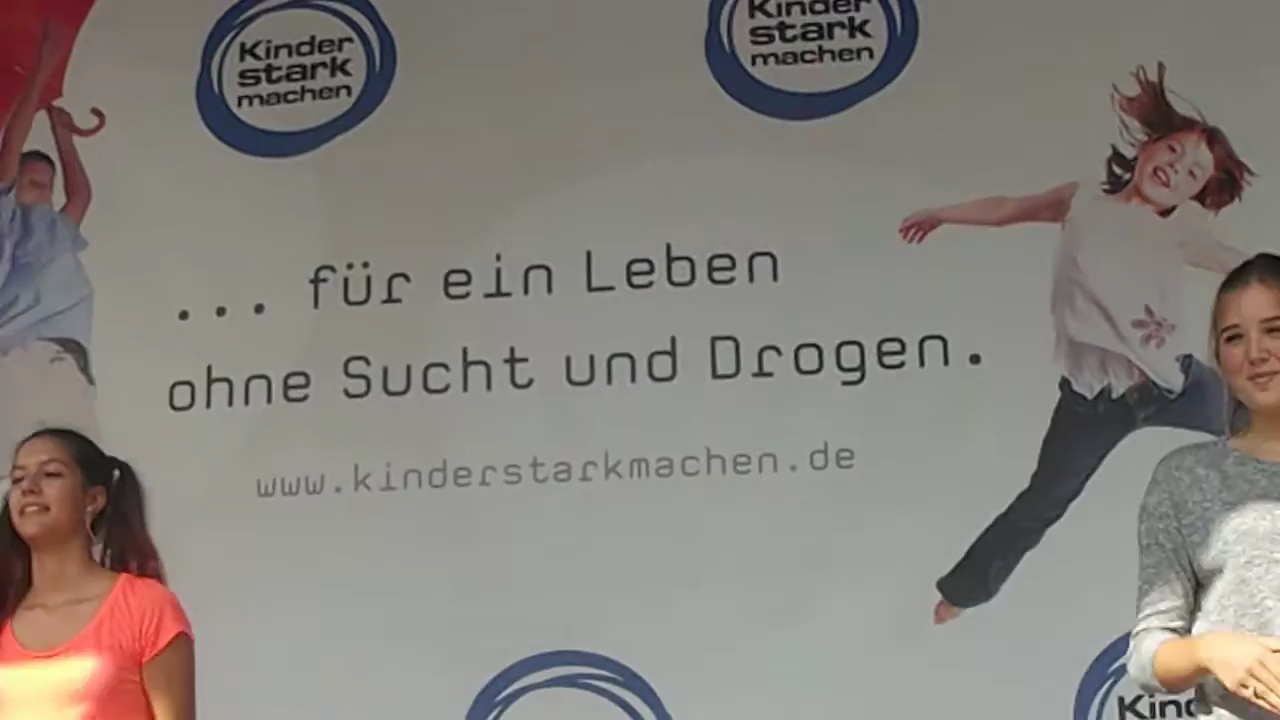 Kinder
stark
machen
Kinder
stark
machen
... für ein Leben
ohne Sucht und Drogen.
www.kinderstarkmachen.de